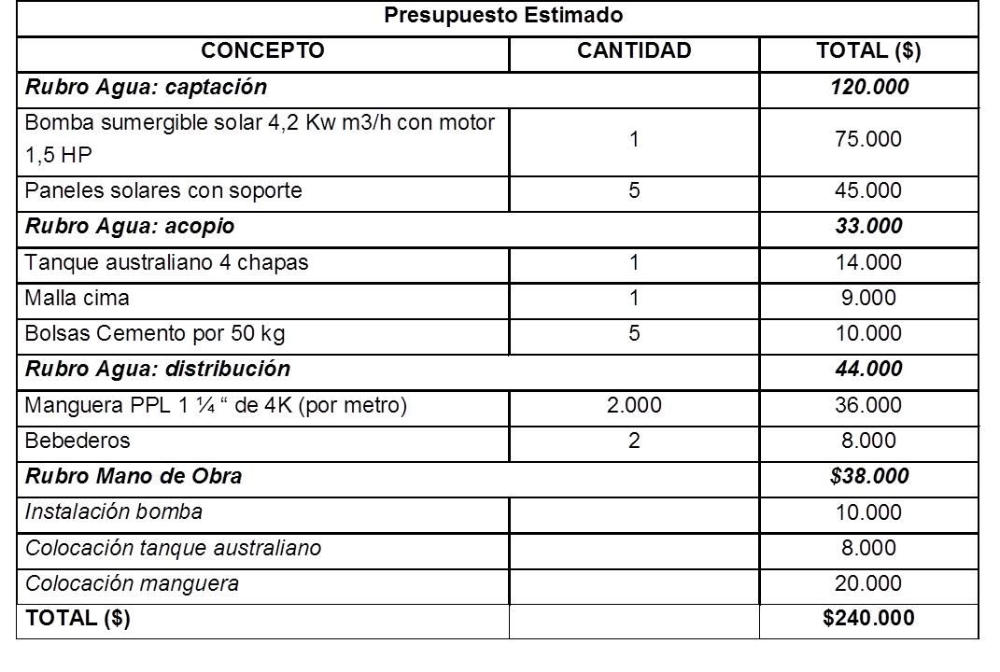 Presupuesto Estimado
CONCEPTO CANTIDAD TOTAL ($)
Rubro Agua: captación 120.000
Bomba sumergible solar 4,2 Kw m3/h con motor
1,5 HP 1 75.000
Paneles solares con soporte 5 45.000
Rubro Agua: acopio 33.000
Tanque australiano 4 chapas 1 14.000
Malla cima 1 9.000
Bolsas Cemento por 50 kg 5 10.000
Rubro Agua: distribución 44.000
Manguera PPL 1 ¼ “ de 4K (por metro) 2.000 36.000
Bebederos 2 8.000
Rubro Mano de Obra $38.000
Instalación bomba 10.000
Colocación tanque australiano 8.000
Colocación manguera 20.000
TOTAL ($) $240.000